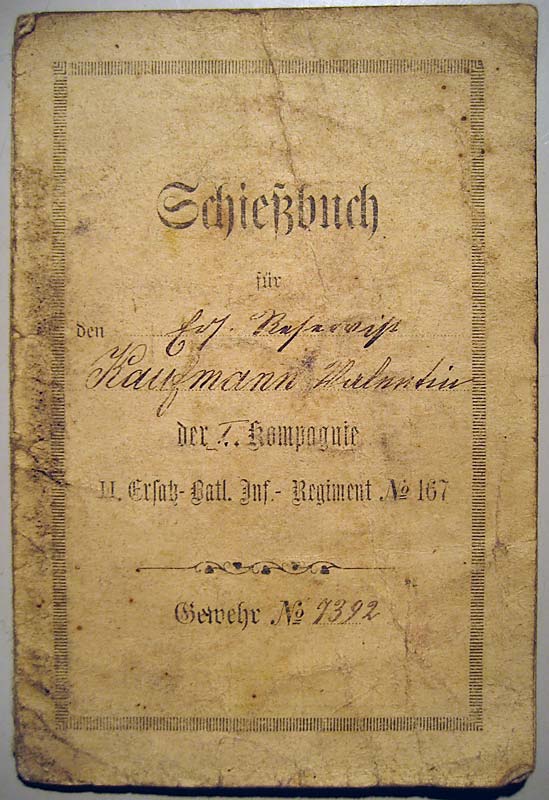 Schießbuch
für
den Ers. Reservist
Kaufmann Valentin
der I. Kompagnie
II. Ersatz-Batl. Inf.- Regiment № 167
Gewehr № 7392